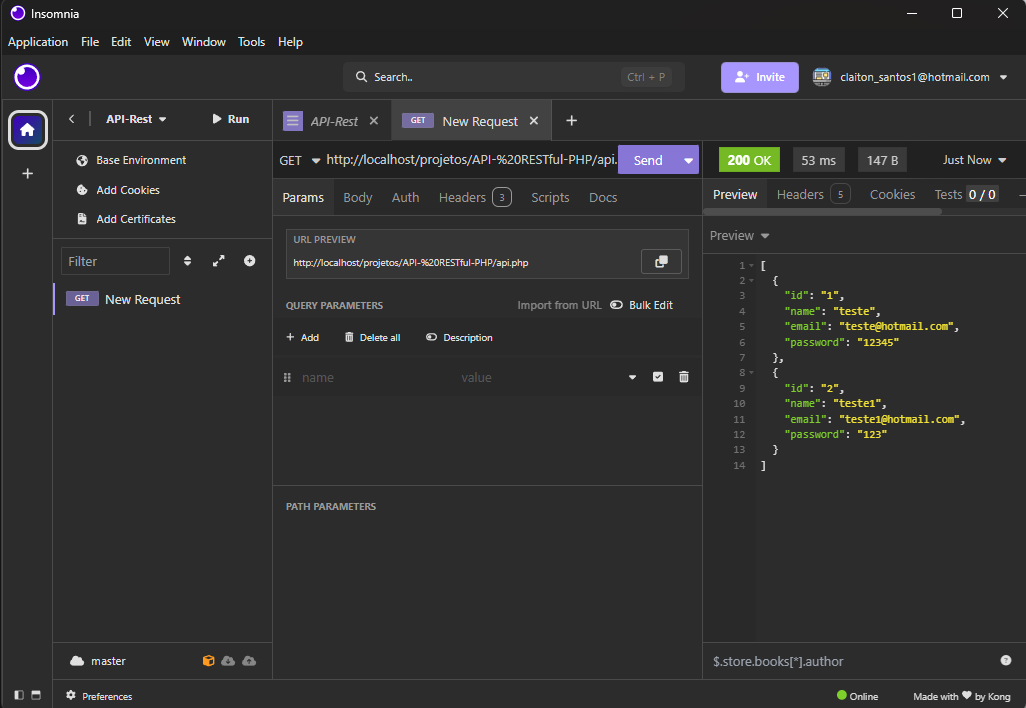 Insomnia
Application File Edit View Window Tools Help
Search.. Ctrl + P
Invite
claiton_santos1@hotmail.com
API-Rest
Run
Base Environment
Add Cookies
Add Certificates
Filter
GET New Request
master
API-Rest
GET New Request
GET http://localhost/projetos/API-%20RESTful-PHP/api.
Send
Params Body Auth Headers 3 Scripts Docs
URL PREVIEW
http://localhost/projetos/API-%20RESTful-PHP/api.php
QUERY PARAMETERS Import from URL Bulk Edit
Add Delete all Description
name value
PATH PARAMETERS
200 OK 53 ms 147 B Just Now
Preview Headers 5 Cookies Tests 0 / 0
Preview
1 [
2 {
3 "id": "1",
4 "name": "teste",
5 "email": "teste@hotmail.com",
6 "password": "12345"
7 },
8 {
9 "id": "2",
10 "name": "teste1",
11 "email": "teste1@hotmail.com",
12 "password": "123"
13 }
14 ]
$.store.books[*].author
Preferences
Online
Made with ❤ by Kong